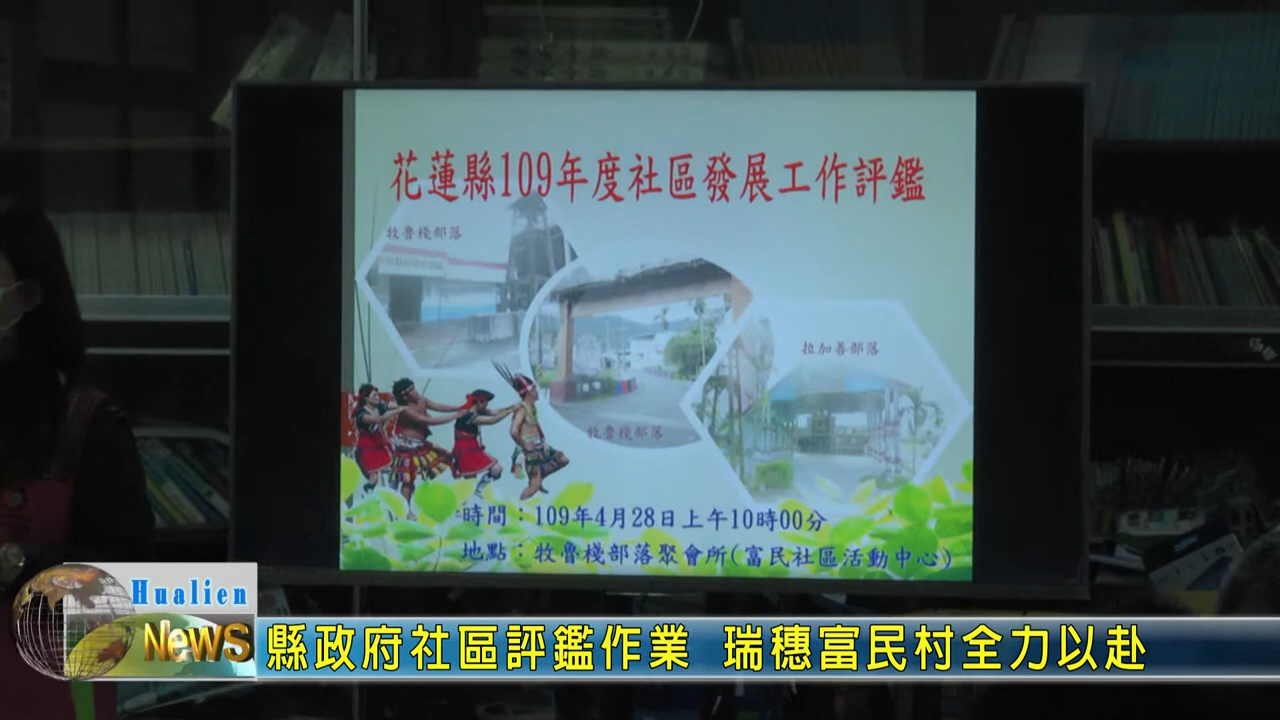 花蓮縣109年度社區發展工作評鑑
牧魯棧部落
拉加善部落
牧魯棧部落
時間：109年4月28日上午10時00分
地點：牧魯棧部落聚會所(富民社區活動中心)
Hualien
News
縣政府社區評鑑作業 瑞穗富民村全力以赴